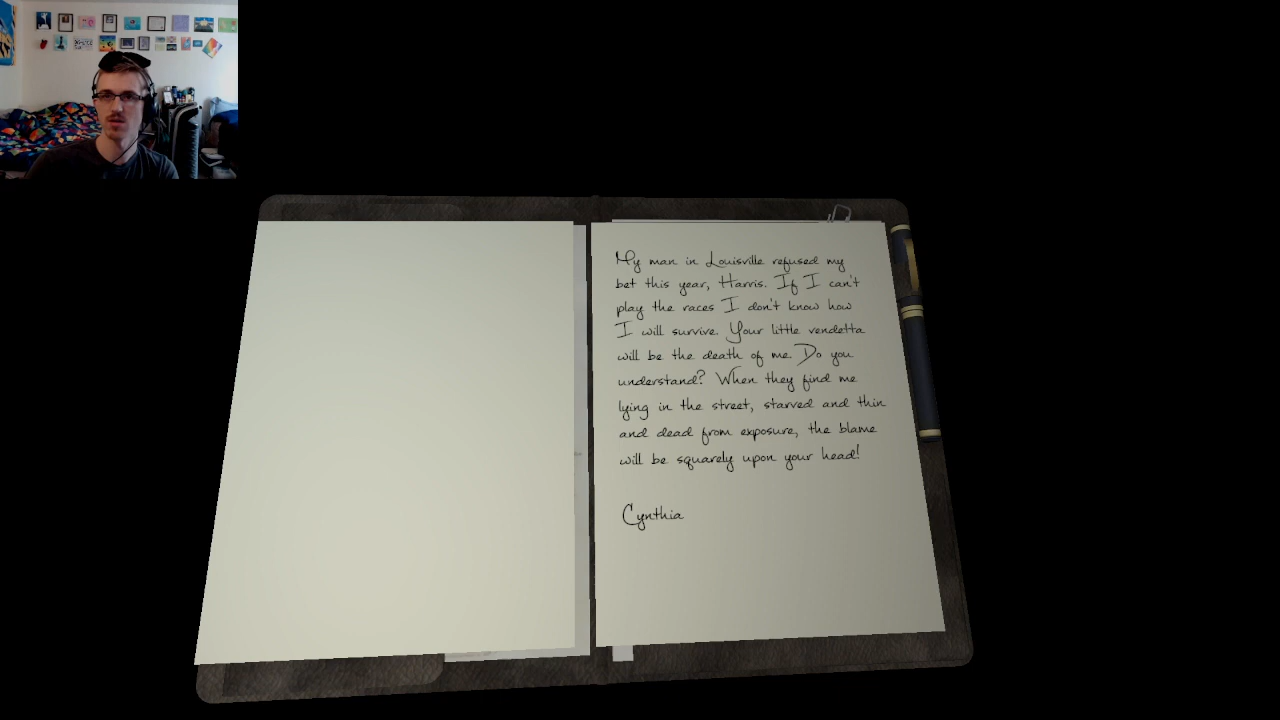 My man in Louisville refused my
bet this year, Harris. If I can't
play the races I don't know how
I will survive. Your little vendetta
will be the death of me. Do you
understand? When they find me
lying in the street, starved and thin
and dead from exposure, the blame
will be squarely upon your head!
Cynthia